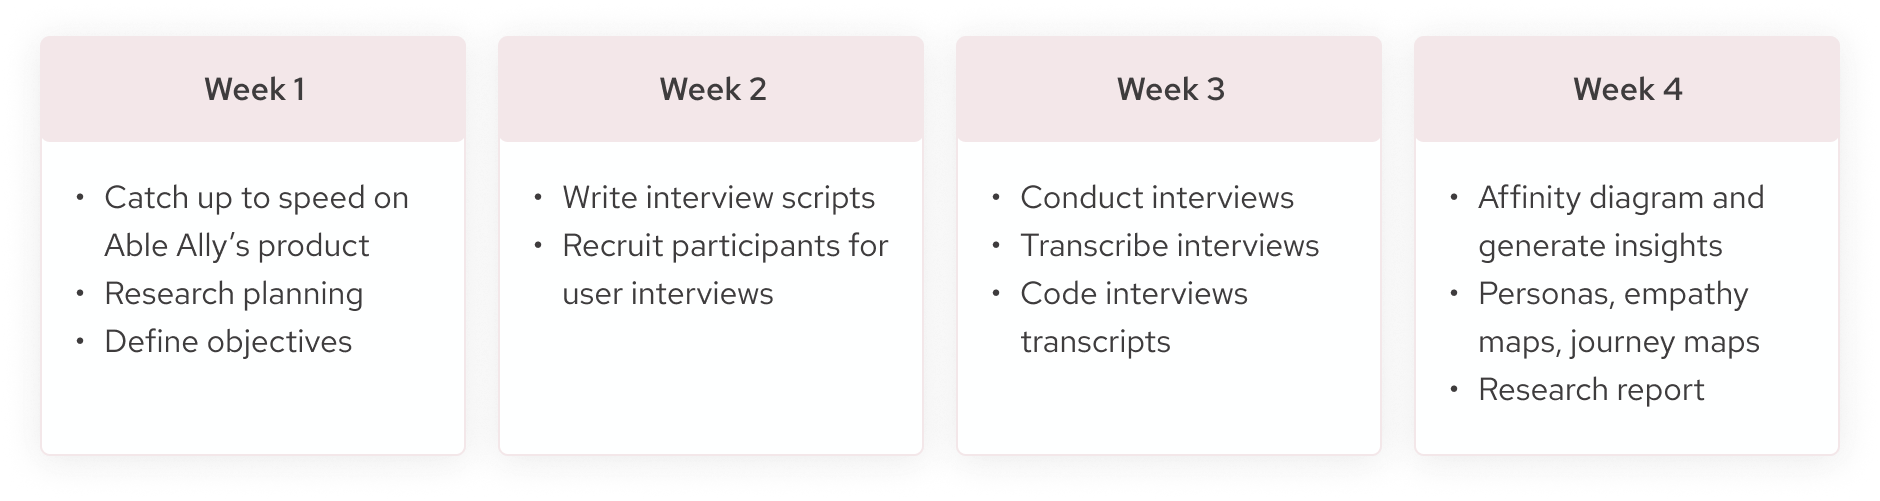 Week 1
• Catch up to speed on
Able Ally’s product
• Research planning
• Define objectives
Week 2
• Write interview scripts
• Recruit participants for
user interviews
Week 3
• Conduct interviews
• Transcribe interviews
• Code interviews
transcripts
Week 4
• Affinity diagram and
generate insights
• Personas, empathy
maps, journey maps
• Research report